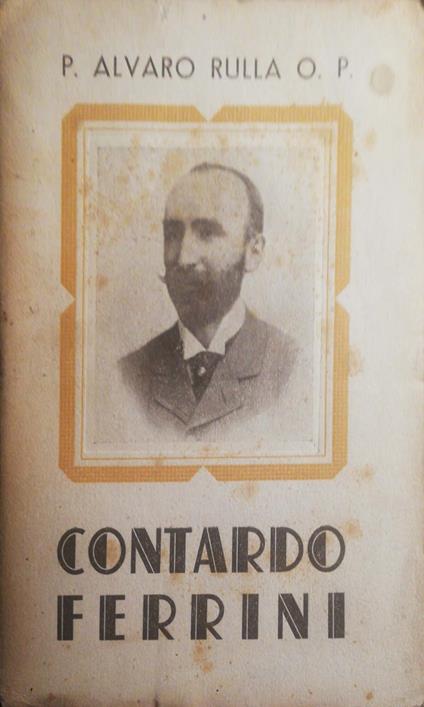 P. ALVARO RULLA O. P.
CONTARDO
FERRINI